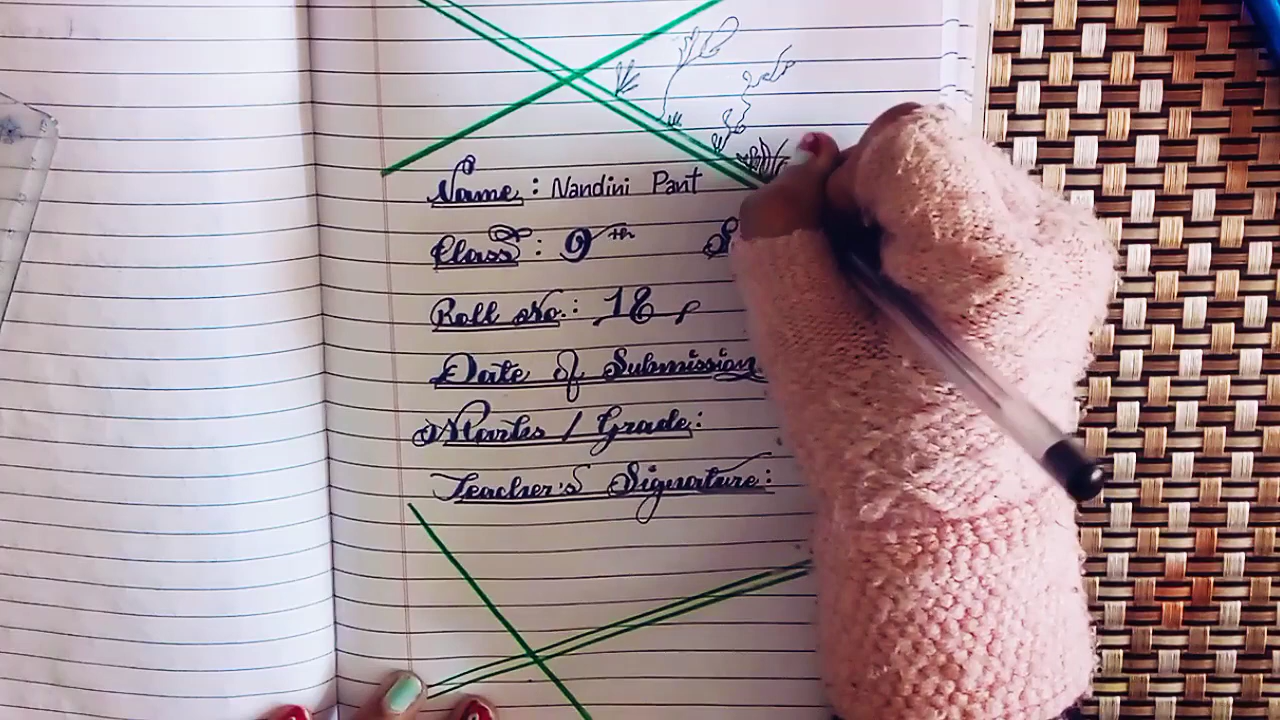 Name : Nandini Pant
Class : 9th S
Roll No. : 18
Date of Submission
Marks / Grade:
Teacher's Signature: